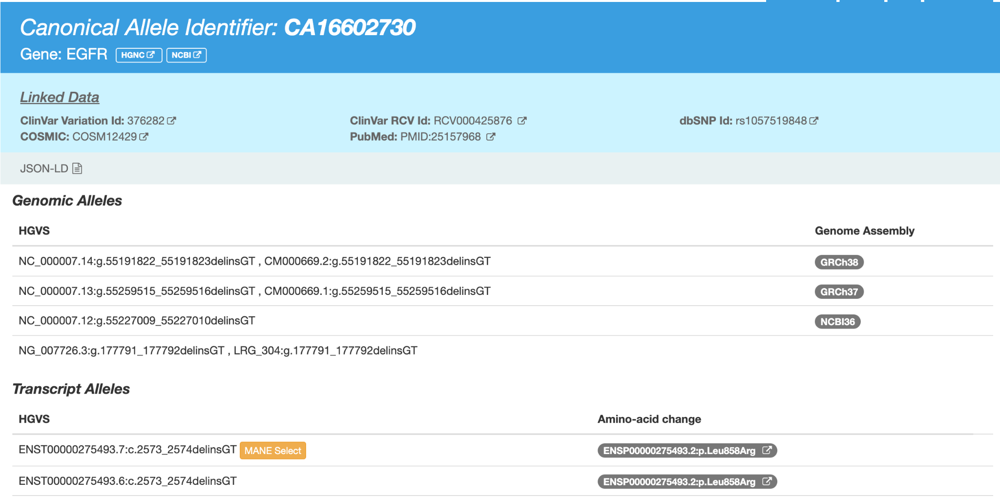 Canonical Allele Identifier: CA16602730
Gene: EGFR HGNC NCBI
Linked Data
ClinVar Variation Id: 376282 ClinVar RCV Id: RCV000425876 dbSNP Id: rs1057519848
COSMIC: COSM12429 PubMed: PMID:25157968
JSON-LD
Genomic Alleles
HGVS Genome Assembly
NC_000007.14:g.55191822_55191823delinsGT , CM000669.2:g.55191822_55191823delinsGT GRCh38
NC_000007.13:g.55259515_55259516delinsGT , CM000669.1:g.55259515_55259516delinsGT GRCh37
NC_000007.12:g.55227009_55227010delinsGT NCBI36
NG_007726.3:g.177791_177792delinsGT , LRG_304:g.177791_177792delinsGT
Transcript Alleles
HGVS Amino-acid change
ENST00000275493.7:c.2573_2574delinsGT MANE Select ENSP00000275493.2:p.Leu858Arg
ENST00000275493.6:c.2573_2574delinsGT ENSP00000275493.2:p.Leu858Arg